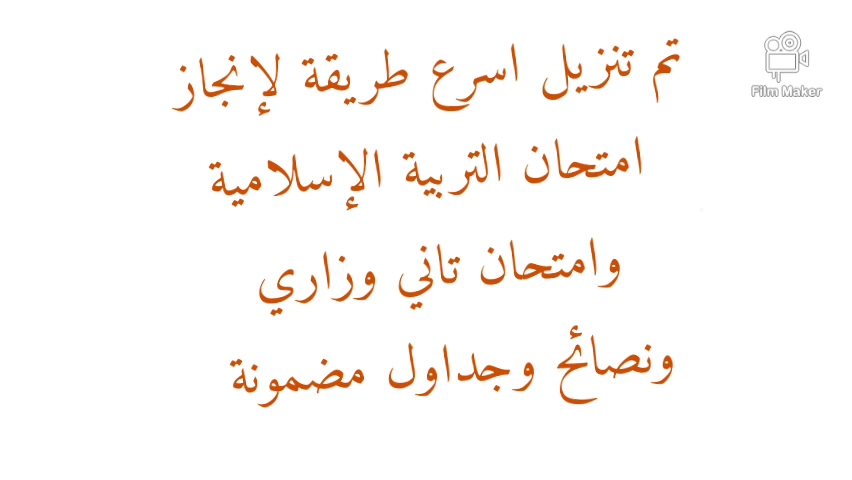 تم تنزيل اسرع طريقة لإنجاز
Film Maker
امتحان التربية الإسلامية
وامتحان تاني وزاري
ونصائح وجداول مضمونة